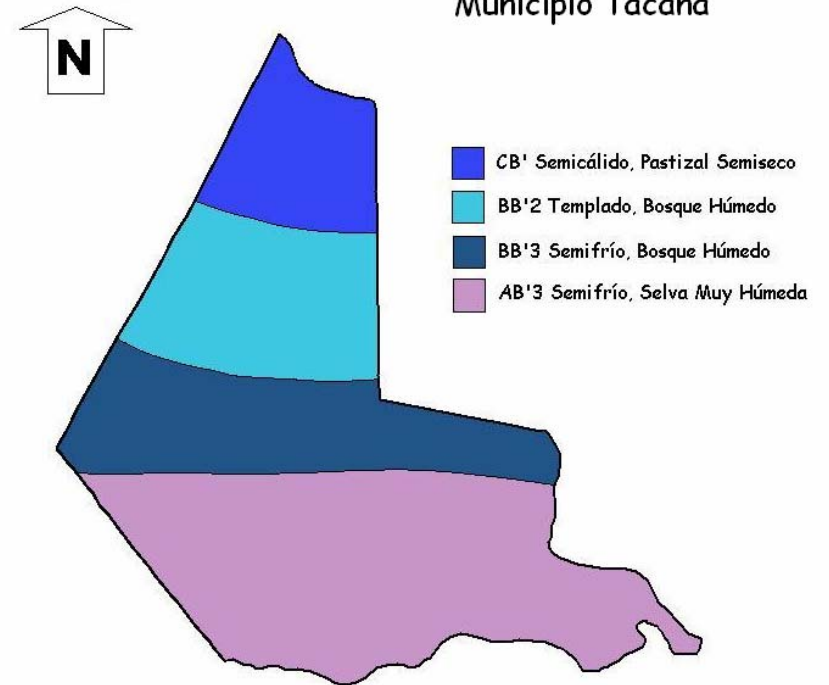 Municipio Tacaná
N
CB' Semicálido, Pastizal Semiseco
BB'2 Templado, Bosque Húmedo
BB'3 Semifrío, Bosque Húmedo
AB'3 Semifrío, Selva Muy Húmeda